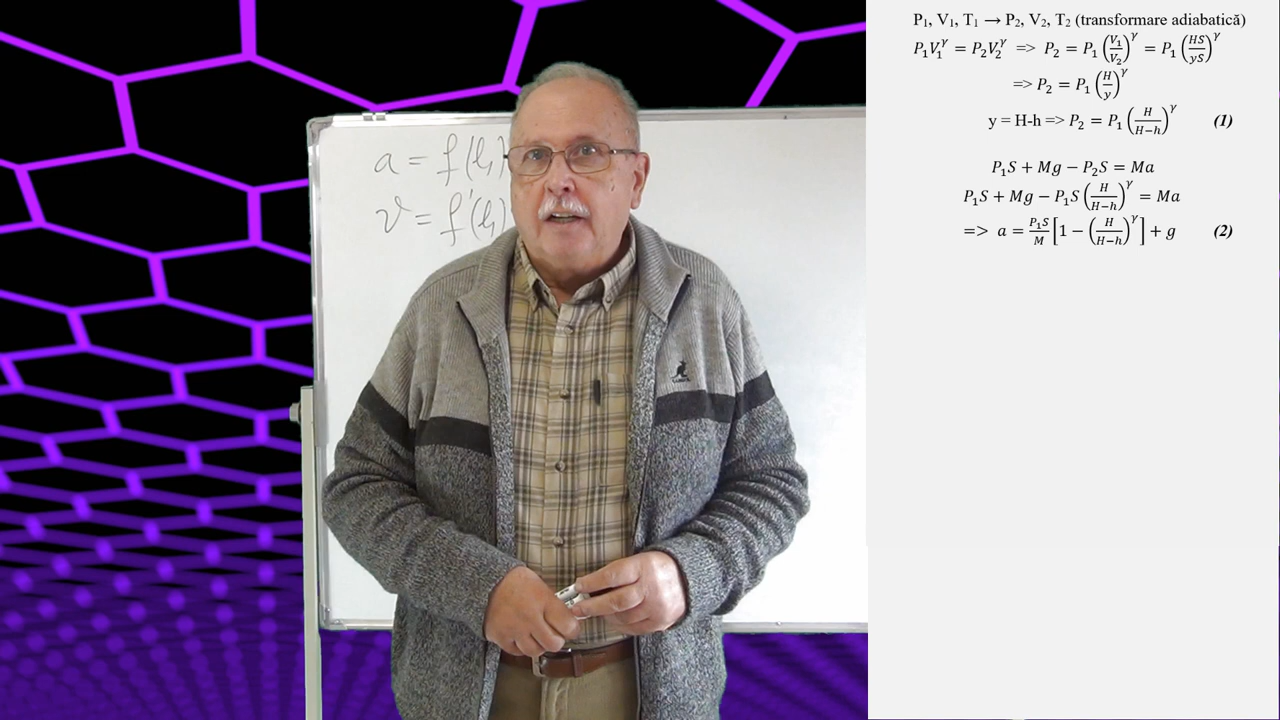 a = f(
v = f'(
P₁, V₁, T₁ → P₂, V₂, T₂ (transformare adiabatică)
P₁V₁^γ = P₂V₂^γ => P₂ = P₁ (V₁/V₂)^γ = P₁ (HS/yS)^γ
=> P₂ = P₁ (H/y)^γ
y = H-h => P₂ = P₁ (H/(H−h))^γ (1)
P₁S + Mg − P₂S = Ma
P₁S + Mg − P₁S (H/(H−h))^γ = Ma
=> a = P₁S/M [1 − (H/(H−h))^γ] + g (2)